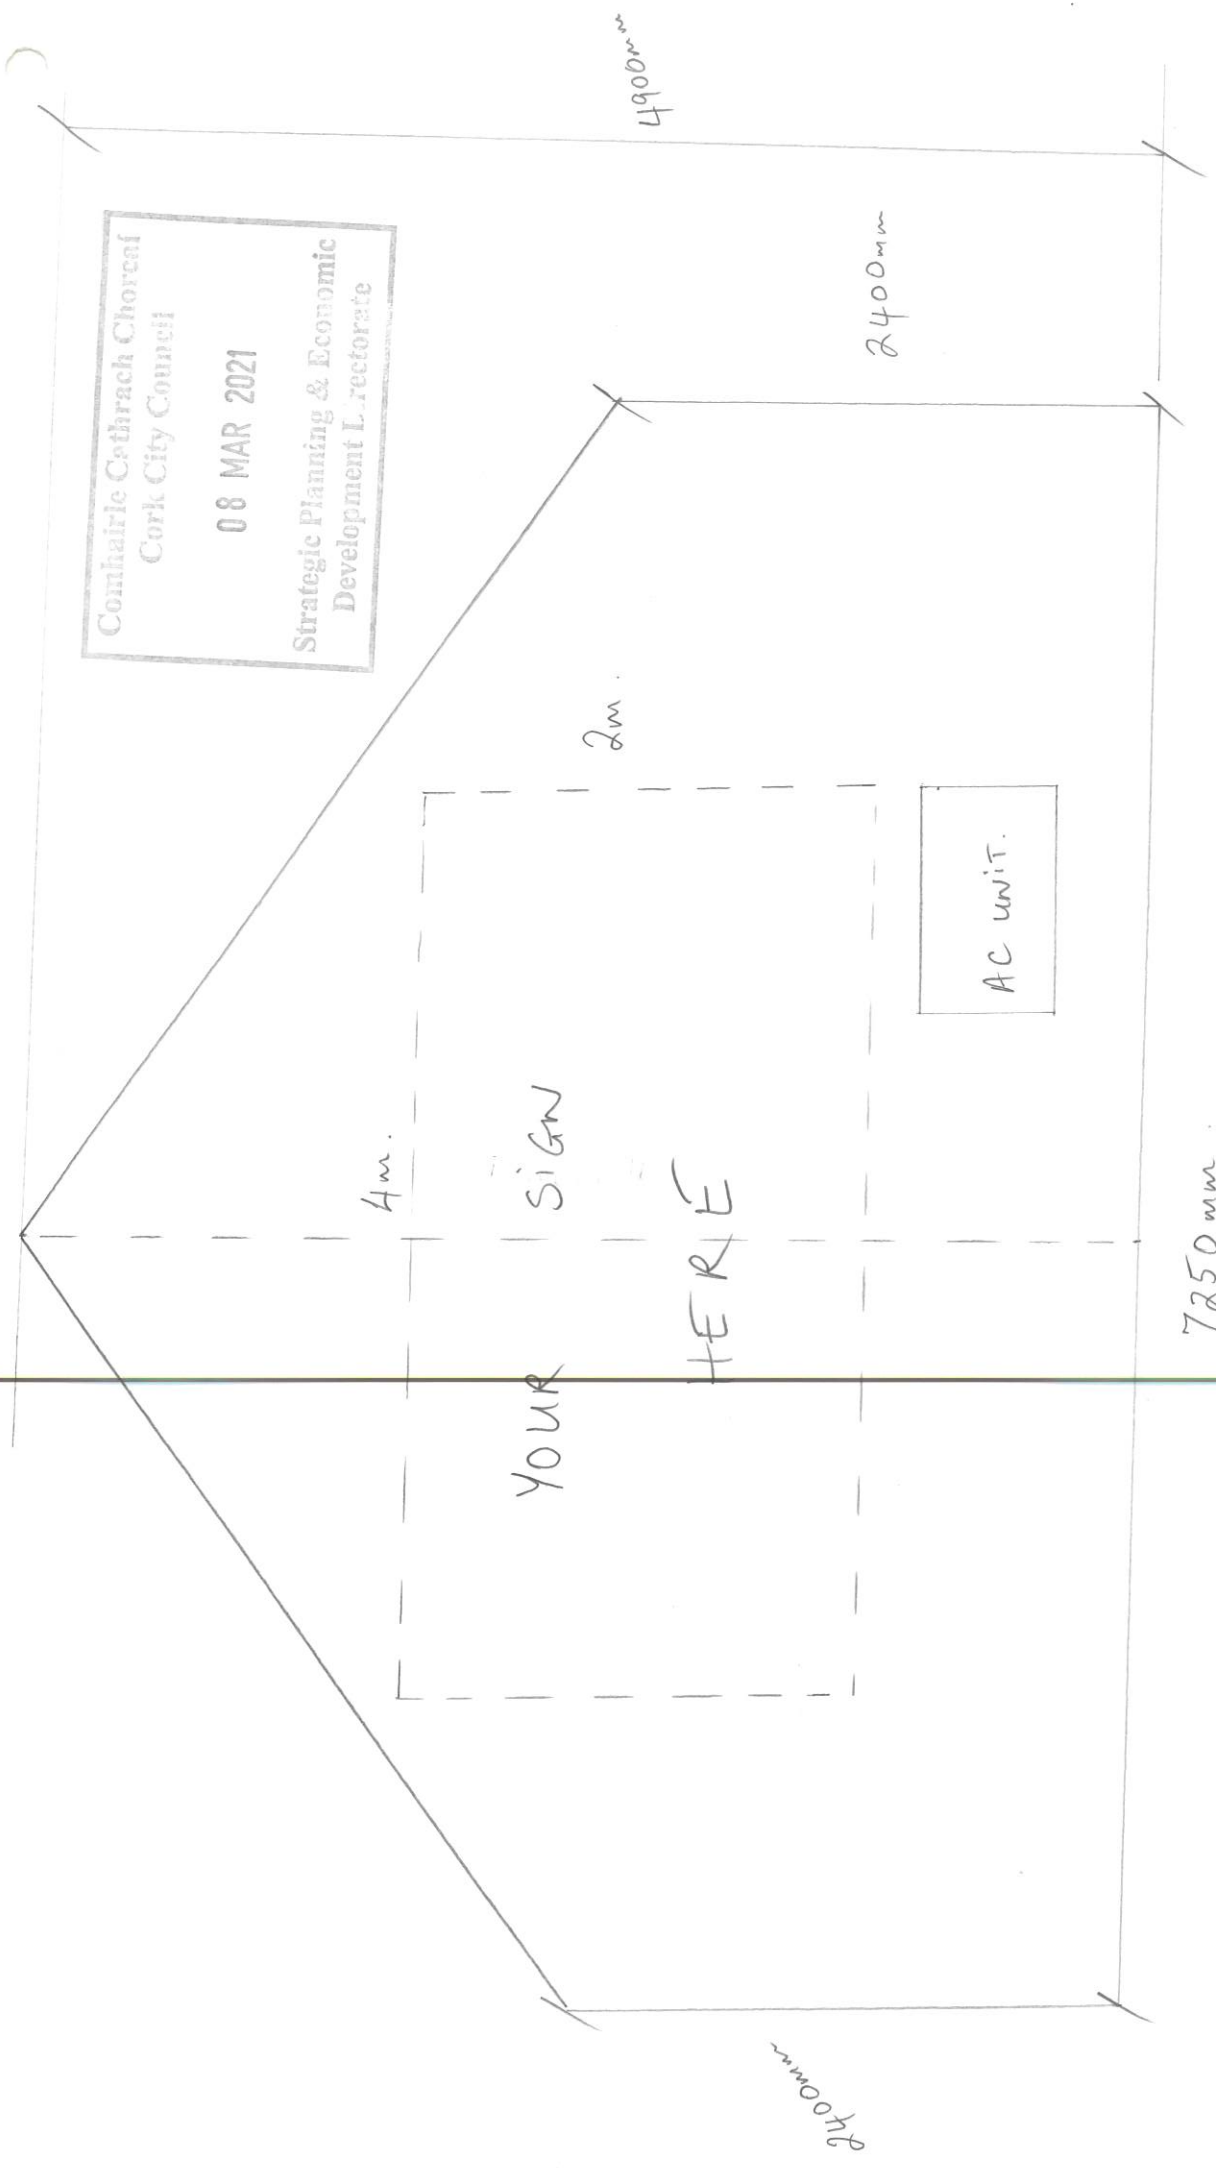 Comhairle Cathrach Chorcaí
Cork City Council
08 MAR 2021
Strategic Planning & Economic
Development Directorate
4900mm
4m.
2m.
YOUR SIGN
HERE
2400mm
2400mm
AC UNIT.
7250mm.